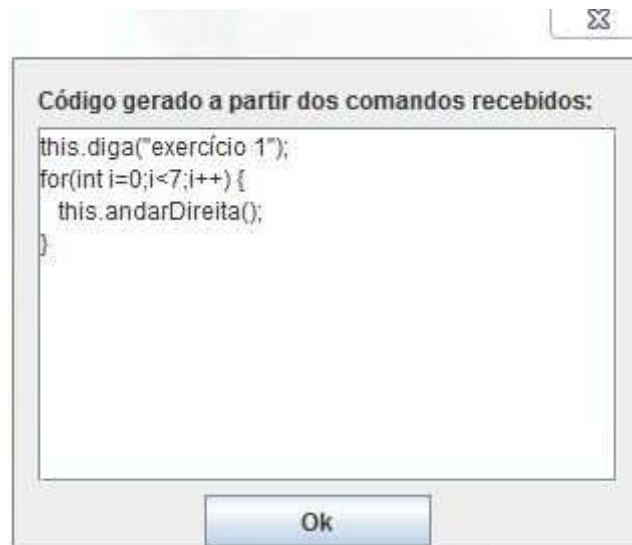 Código gerado a partir dos comandos recebidos:
this.diga("exercício 1");
for(int i=0;i<7;i++) {
   this.andarDireita();
}
Ok